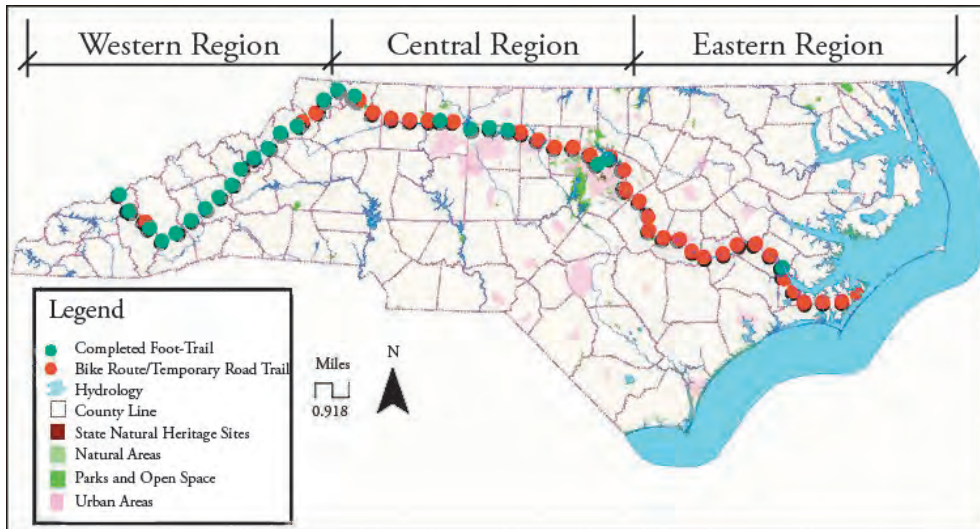 Western Region
Central Region
Eastern Region
Legend
Completed Foot-Trail
Bike Route/Temporary Road Trail
Hydrology
County Line
State Natural Heritage Sites
Natural Areas
Parks and Open Space
Urban Areas
Miles
0.918
N